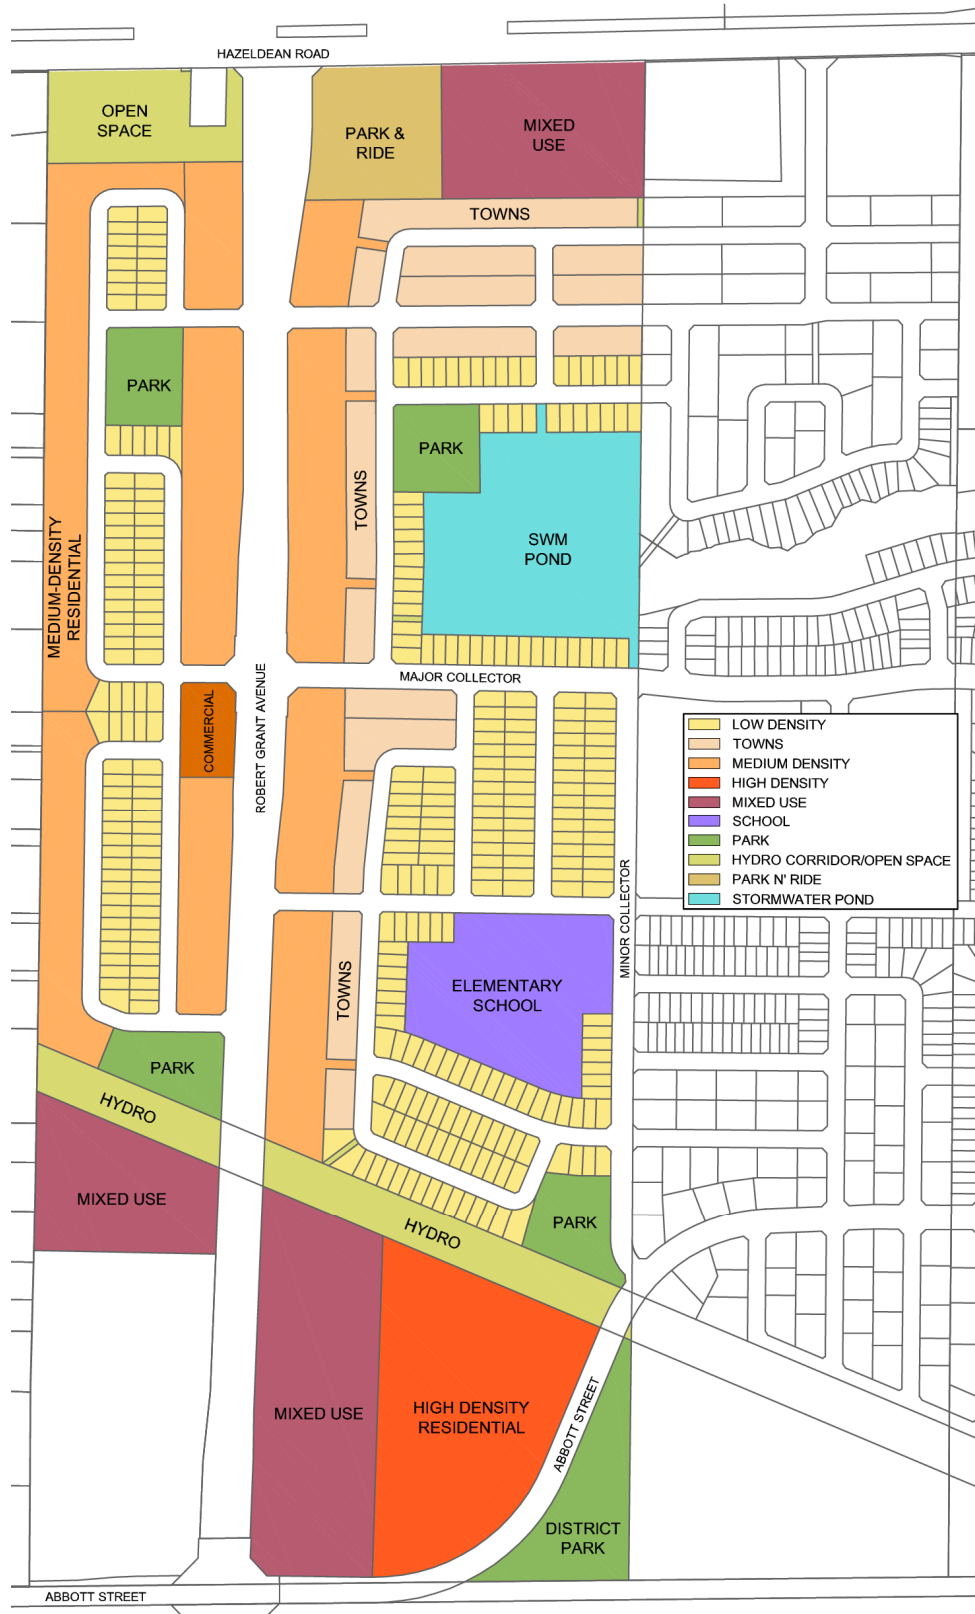 HAZELDEAN ROAD
OPEN
SPACE
PARK &
RIDE
MIXED
USE
TOWNS
PARK
PARK
TOWNS
MEDIUM-DENSITY
RESIDENTIAL
SWM
POND
MAJOR COLLECTOR
COMMERCIAL
ROBERT GRANT AVENUE
LOW DENSITY
TOWNS
MEDIUM DENSITY
HIGH DENSITY
MIXED USE
SCHOOL
PARK
HYDRO CORRIDOR/OPEN SPACE
PARK N' RIDE
STORMWATER POND
MINOR COLLECTOR
TOWNS
ELEMENTARY
SCHOOL
PARK
HYDRO
MIXED USE
HYDRO
PARK
MIXED USE
HIGH DENSITY
RESIDENTIAL
ABBOTT STREET
DISTRICT
PARK
ABBOTT STREET